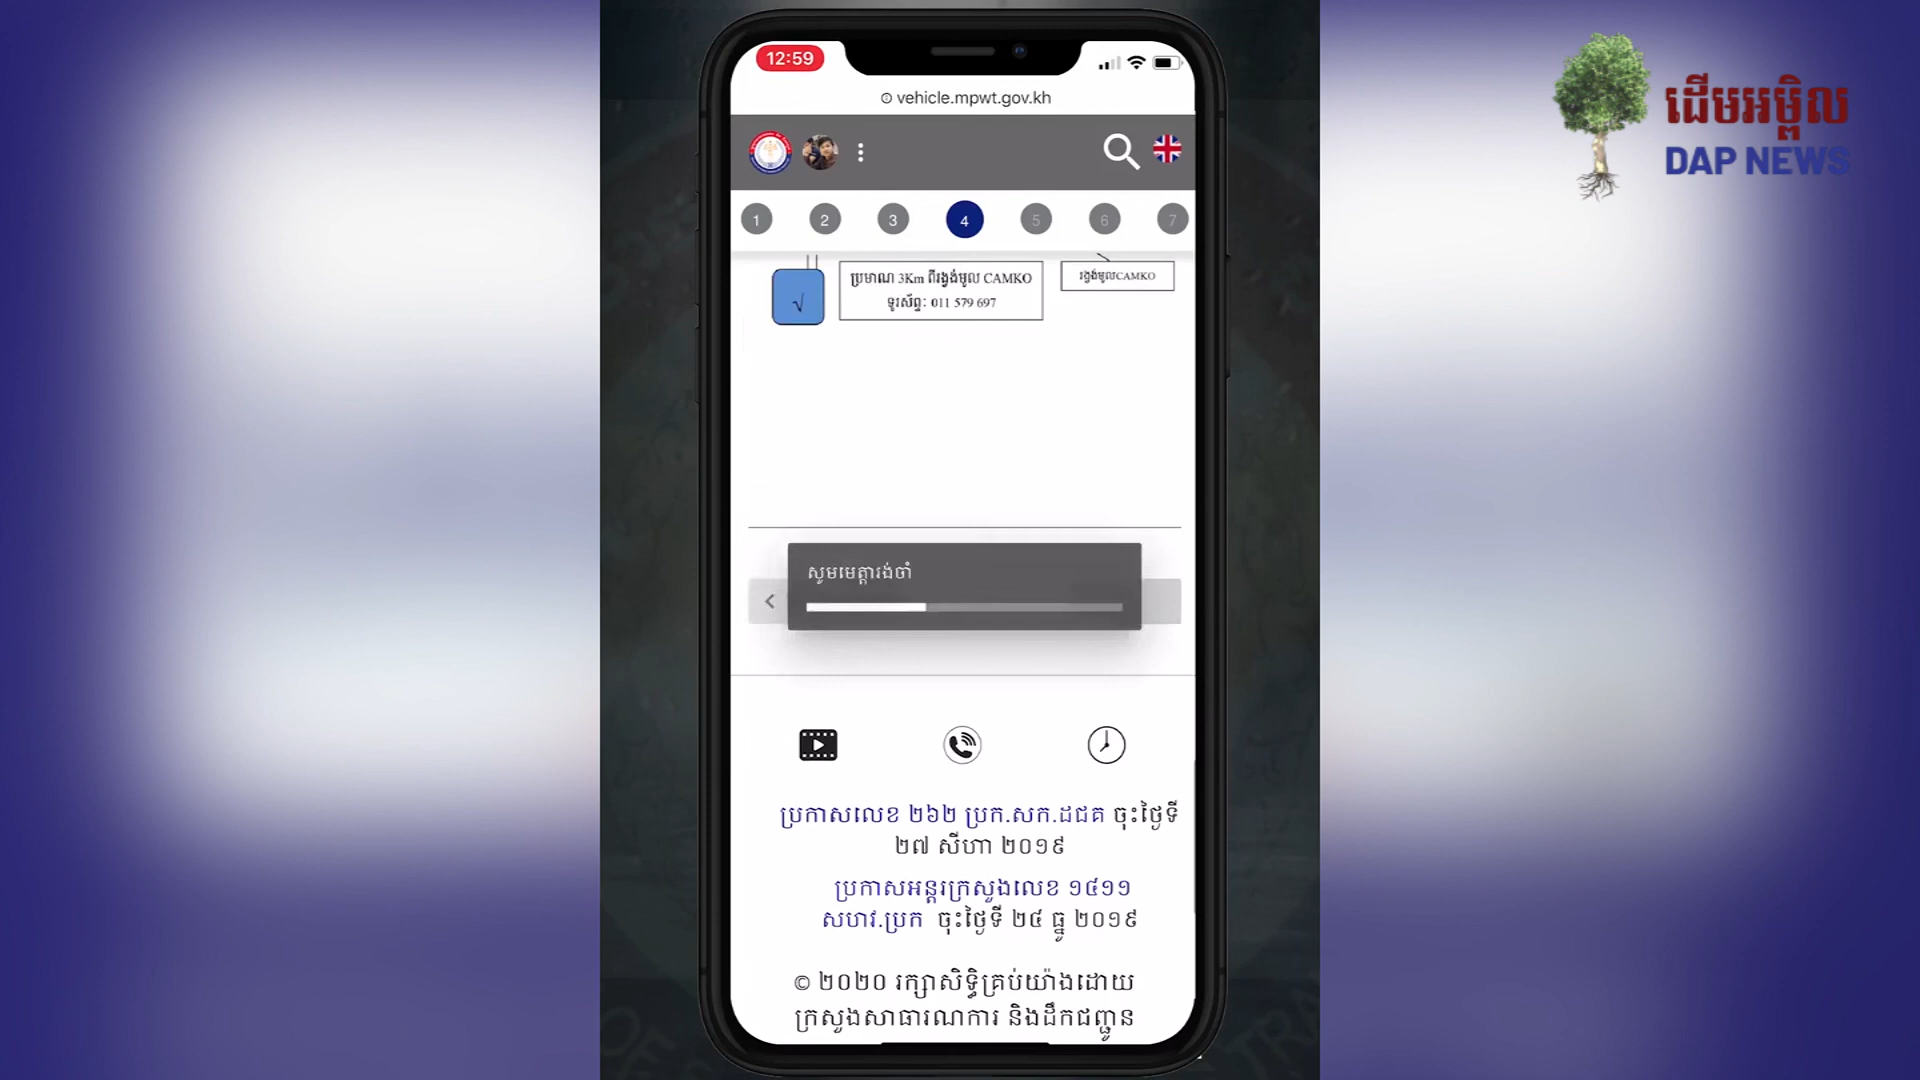 12:59
vehicle.mpwt.gov.kh
ដើមអម្ពិល
DAP NEWS
1 2 3 4 5 6 7
ប្រមាណ 3Km ពីរង្វង់មូល CAMKO
ទូរស័ព្ទ: 011 579 697
រង្វង់មូលCAMKO
√
សូមមេត្តារង់ចាំ
ប្រកាសលេខ ២៦២ ប្រក.សក.ដជគ ចុះថ្ងៃទី
២៧ សីហា ២០១៩
ប្រកាសអន្តរក្រសួងលេខ ១៤១១
សហវ.ប្រក ចុះថ្ងៃទី ២៤ ធ្នូ ២០១៩
© ២០២០ រក្សាសិទ្ធិគ្រប់យ៉ាងដោយ
ក្រសួងសាធារណការ និងដឹកជញ្ជូន